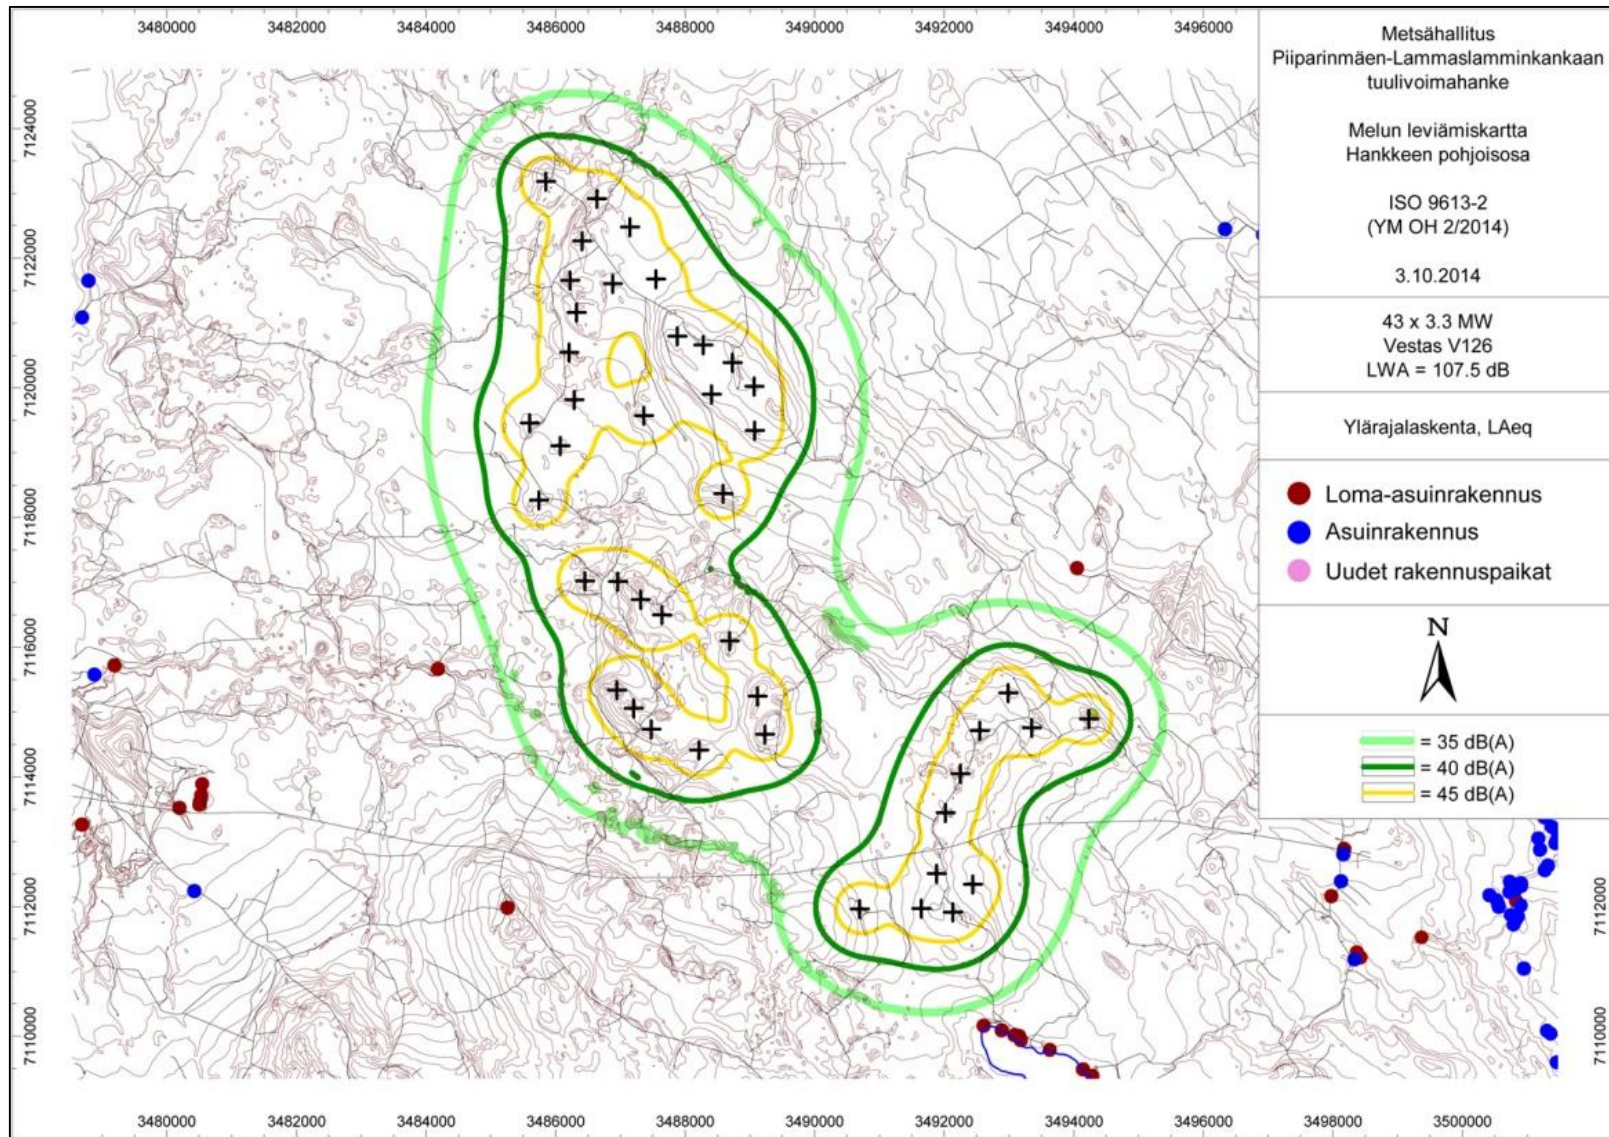 3480000 3482000 3484000 3486000 3488000 3490000 3492000 3494000 3496000
7124000
7122000
7120000
7118000
7116000
7114000
7112000
7110000
Metsähallitus
Piiparinmäen-Lammaslamminkankaan
tuulivoimahanke
Melun leviämiskartta
Hankkeen pohjoisosa
ISO 9613-2
(YM OH 2/2014)
3.10.2014
43 x 3.3 MW
Vestas V126
LWA = 107.5 dB
Ylärajalaskenta, LAeq
Loma-asuinrakennus
Asuinrakennus
Uudet rakennuspaikat
N
= 35 dB(A)
= 40 dB(A)
= 45 dB(A)
7112000
7110000
3480000 3482000 3484000 3486000 3488000 3490000 3492000 3494000 3496000 3498000 3500000